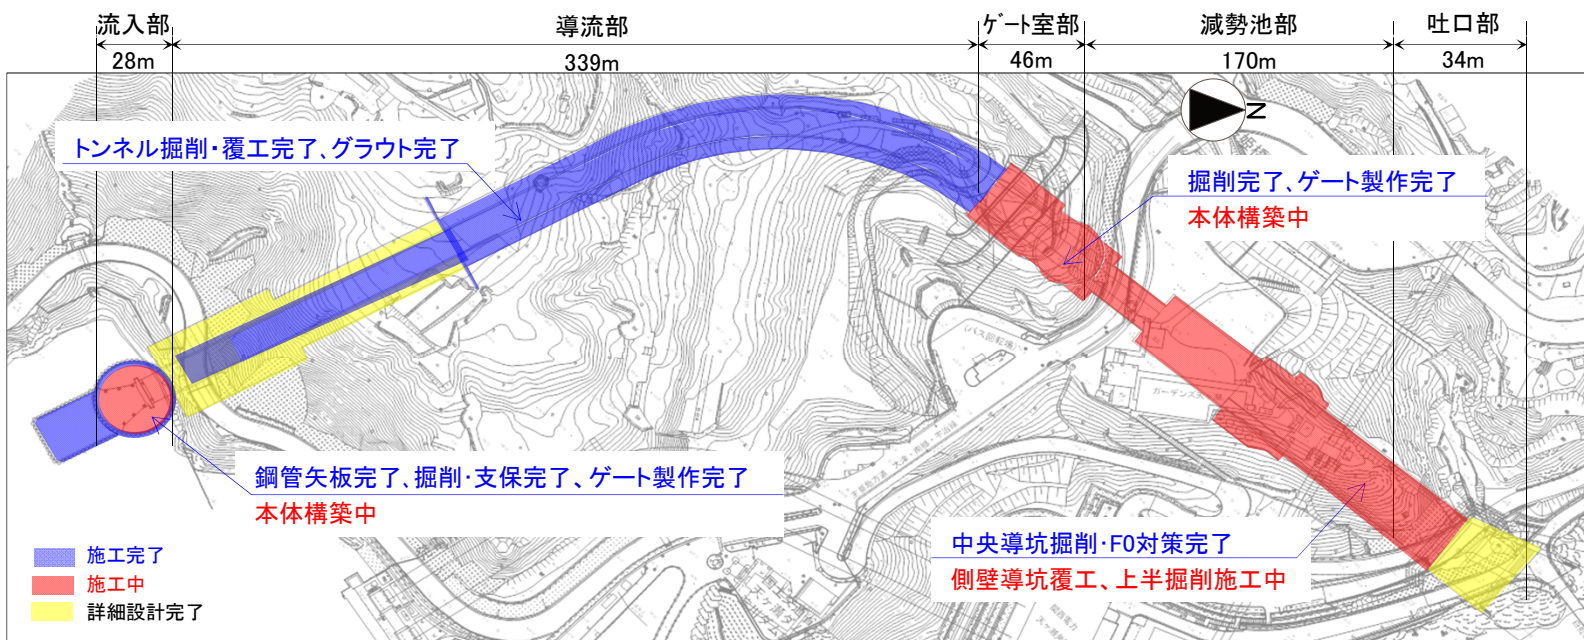 流入部
導流部
ゲート室部
減勢池部
吐口部
28m
339m
46m
170m
34m
N
トンネル掘削・覆工完了、グラウト完了
掘削完了、ゲート製作完了
本体構築中
鋼管矢板完了、掘削・支保完了、ゲート製作完了
本体構築中
中央導坑掘削・F0対策完了
側壁導坑覆工、上半掘削施工中
施工完了
施工中
詳細設計完了